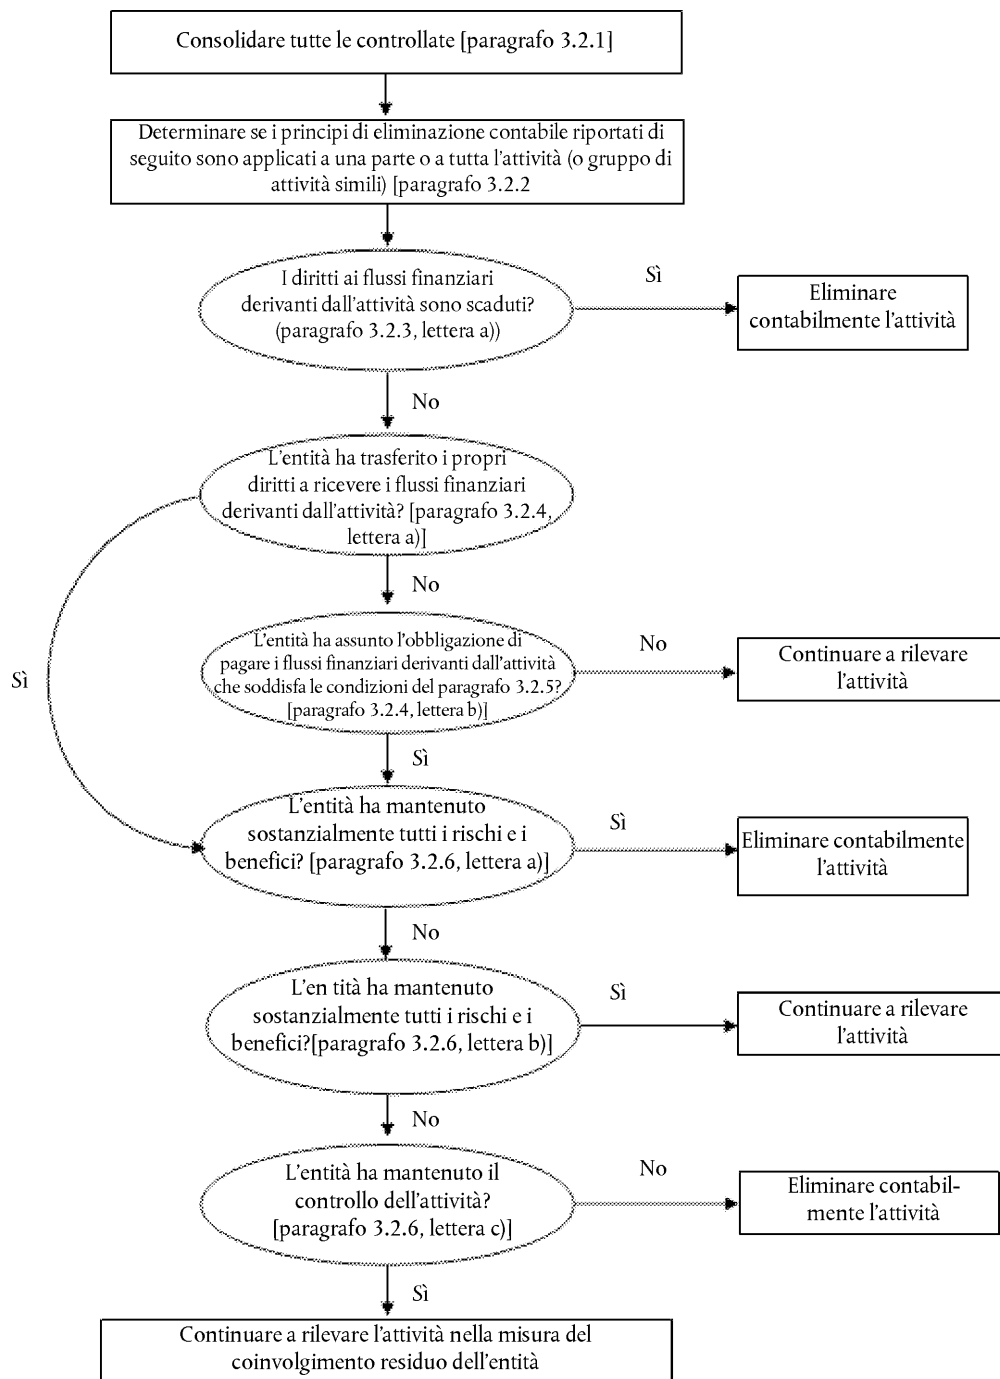 Consolidare tutte le controllate [paragrafo 3.2.1]
Determinare se i principi di eliminazione contabile riportati di
seguito sono applicati a una parte o a tutta l'attività (o gruppo di
attività simili) [paragrafo 3.2.2
I diritti ai flussi finanziari
derivanti dall'attività sono scaduti?
(paragrafo 3.2.3, lettera a))
Sì
Eliminare
contabilmente l'attività
No
L'entità ha trasferito i propri
diritti a ricevere i flussi finanziari
derivanti dall'attività? [paragrafo 3.2.4,
lettera a)]
No
L'entità ha assunto l'obbligazione di
pagare i flussi finanziari derivanti dall'attività
che soddisfa le condizioni del paragrafo 3.2.5?
[paragrafo 3.2.4, lettera b)]
No
Continuare a rilevare
l'attività
Sì
Sì
L'entità ha mantenuto
sostanzialmente tutti i rischi e i
benefici? [paragrafo 3.2.6, lettera a)]
Sì
Eliminare contabilmente
l'attività
No
L'en tità ha mantenuto
sostanzialmente tutti i rischi e i
benefici?[paragrafo 3.2.6, lettera b)]
Sì
Continuare a rilevare
l'attività
No
L'entità ha mantenuto il
controllo dell'attività?
[paragrafo 3.2.6, lettera c)]
No
Eliminare contabil-
mente l'attività
Sì
Continuare a rilevare l'attività nella misura del
coinvolgimento residuo dell'entità